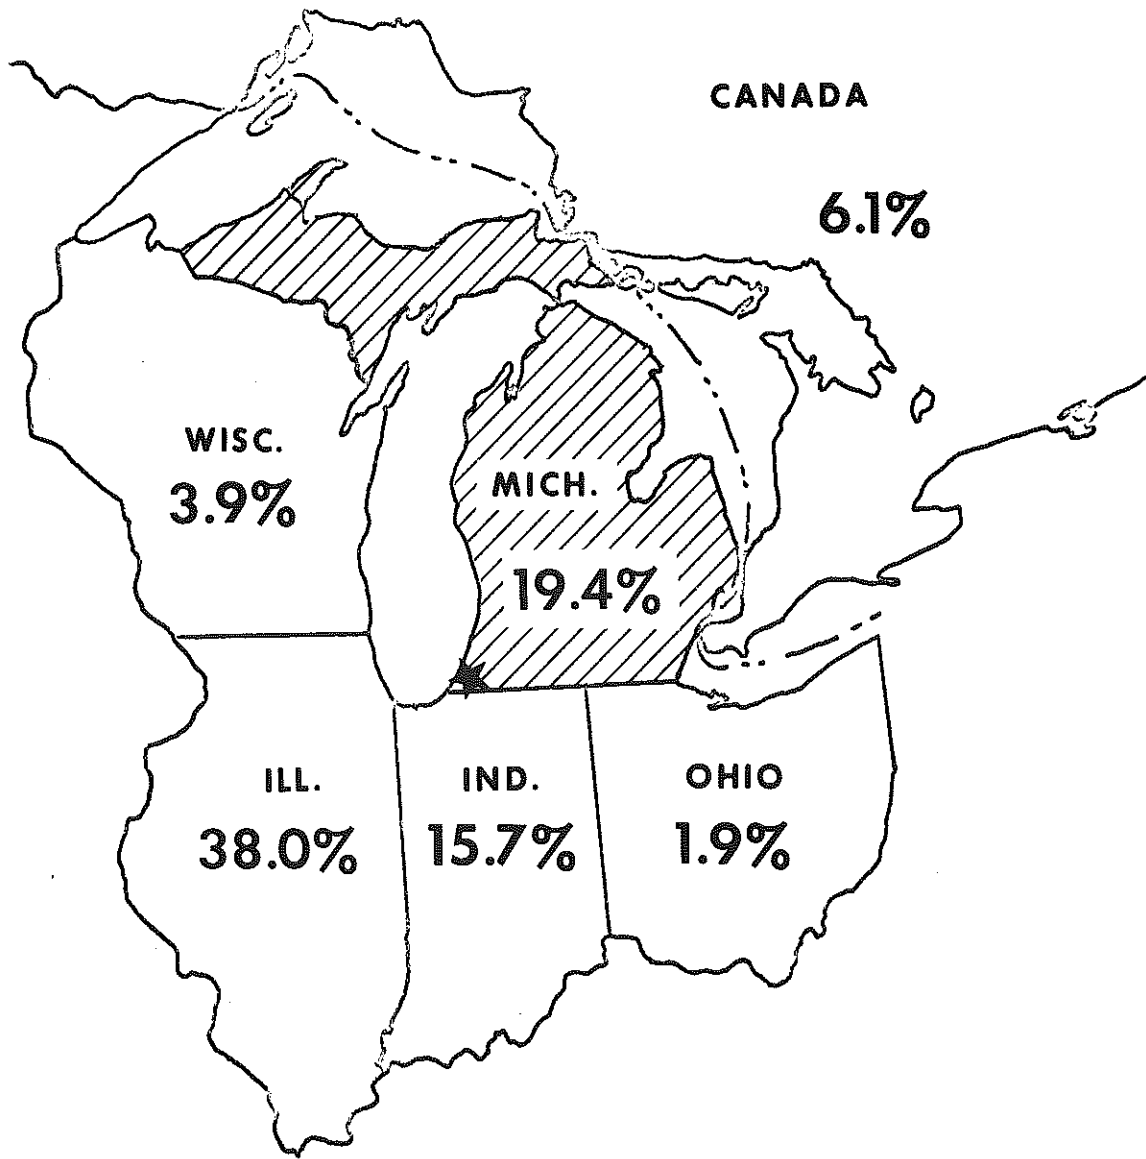 CANADA
6.1%
WISC.
3.9%
MICH.
19.4%
ILL.
38.0%
IND.
15.7%
OHIO
1.9%